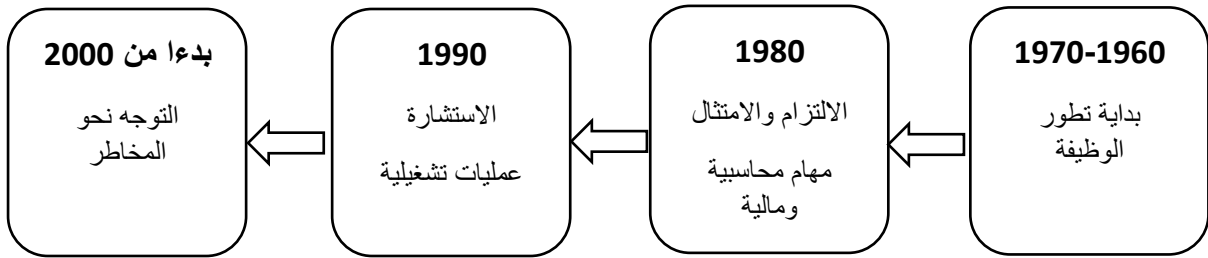 1970-1960
بداية تطور
الوظيفة
1980
الالتزام والامتثال
مهام محاسبية
ومالية
1990
الاستشارة
عمليات تشغيلية
بدءا من 2000
التوجه نحو
المخاطر